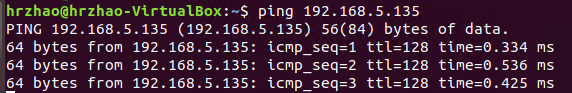 hrzhao@hrzhao-VirtualBox:~$ ping 192.168.5.135
PING 192.168.5.135 (192.168.5.135) 56(84) bytes of data.
64 bytes from 192.168.5.135: icmp_seq=1 ttl=128 time=0.334 ms
64 bytes from 192.168.5.135: icmp_seq=2 ttl=128 time=0.536 ms
64 bytes from 192.168.5.135: icmp_seq=3 ttl=128 time=0.425 ms